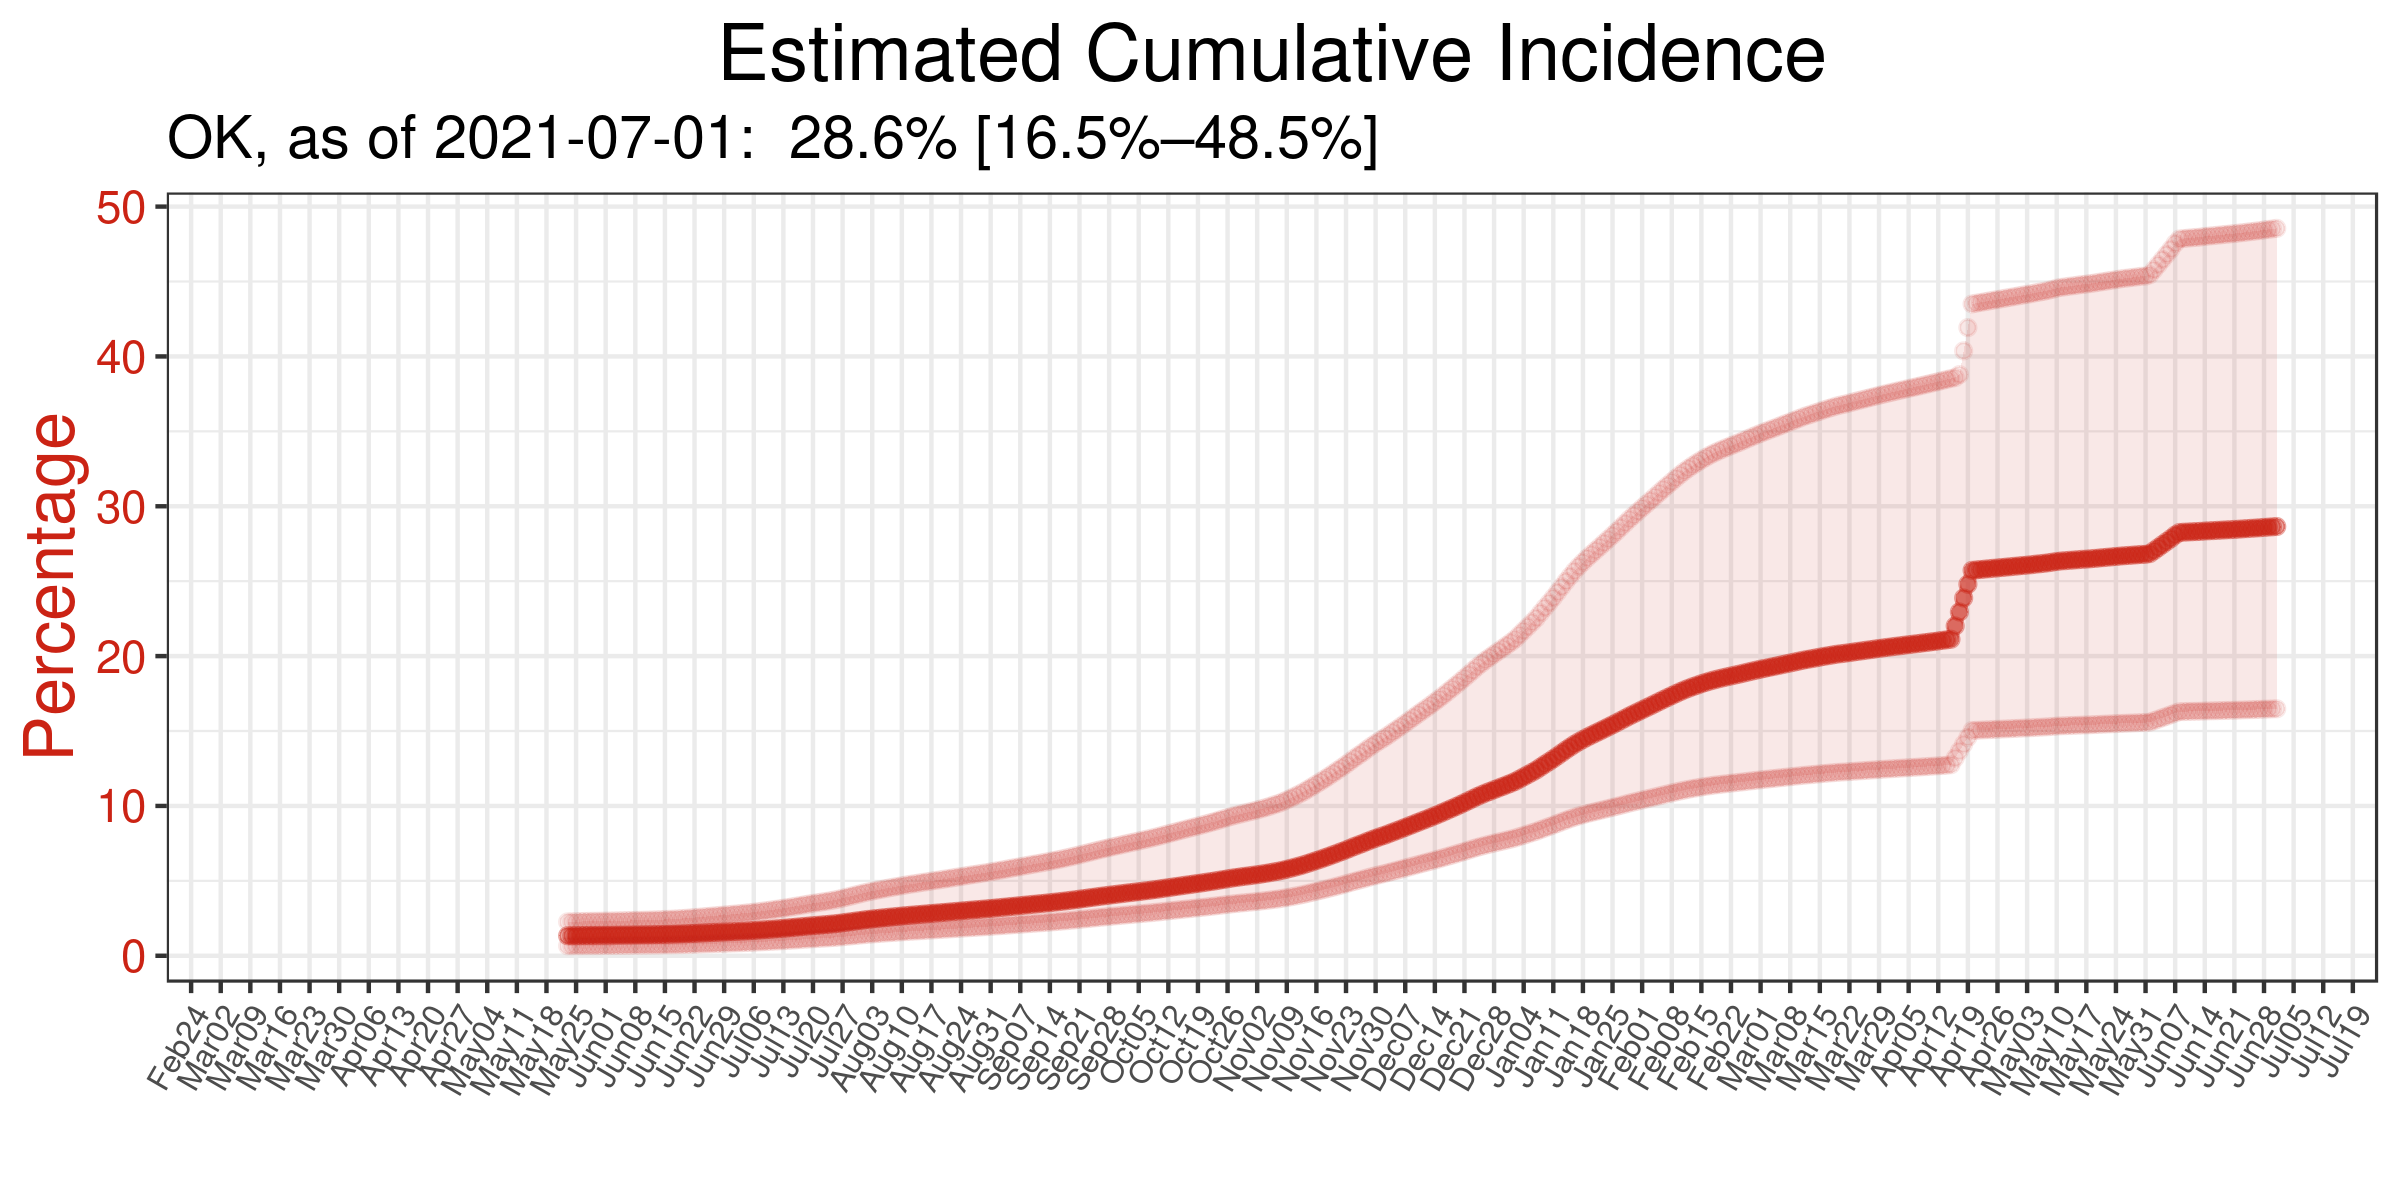 Estimated Cumulative Incidence
OK, as of 2021-07-01:  28.6% [16.5%–48.5%]
Percentage
50
40
30
20
10
0
Feb24
Mar02
Mar09
Mar16
Mar23
Mar30
Apr06
Apr13
Apr20
Apr27
May04
May11
May18
May25
Jun01
Jun08
Jun15
Jun22
Jun29
Jul06
Jul13
Jul20
Jul27
Aug03
Aug10
Aug17
Aug24
Aug31
Sep07
Sep14
Sep21
Sep28
Oct05
Oct12
Oct19
Oct26
Nov02
Nov09
Nov16
Nov23
Nov30
Dec07
Dec14
Dec21
Dec28
Jan04
Jan11
Jan18
Jan25
Feb01
Feb08
Feb15
Feb22
Mar01
Mar08
Mar15
Mar22
Mar29
Apr05
Apr12
Apr19
Apr26
May03
May10
May17
May24
May31
Jun07
Jun14
Jun21
Jun28
Jul05
Jul12
Jul19